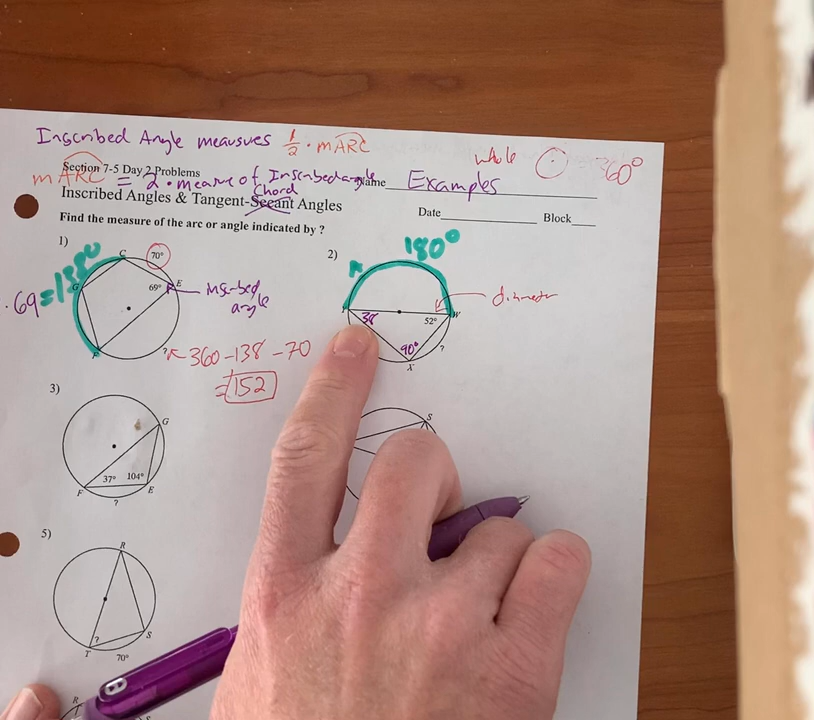 Inscribed Angle measures 1/2 · mARC
whole 360°
Section 7-5 Day 2 Problems
mARC = 2 · measure of Inscribed angle
Name Examples
Chord
Inscribed Angles & Tangent-Secant Angles
Date Block
Find the measure of the arc or angle indicated by ?
1)
C
70°
G
69°
E
F
?
· 69 = 138°
Inscribed
angle
360 - 138 - 70
= 152
2)
180°
38
52°
W
90°
X
?
diameter
3)
G
37°
104°
F
E
?
S
5)
R
?
T
S
70°
R